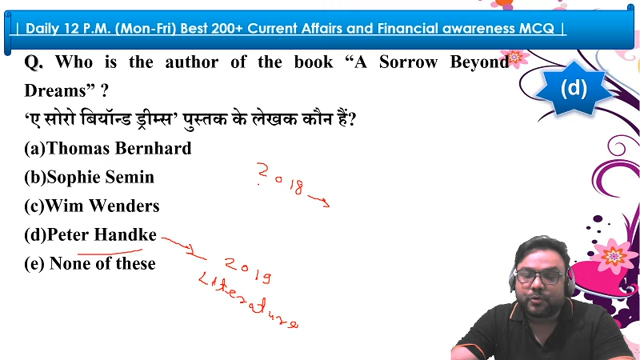 | Daily 12 P.M. (Mon-Fri) Best 200+ Current Affairs and Financial awareness MCQ |
Q. Who is the author of the book “A Sorrow Beyond
Dreams” ?
(d)
‘ए सोरो बियॉन्ड ड्रीम्स’ पुस्तक के लेखक कौन हैं?
(a)Thomas Bernhard
(b)Sophie Semin
(c)Wim Wenders
(d)Peter Handke
(e) None of these
2018
2019
Literature